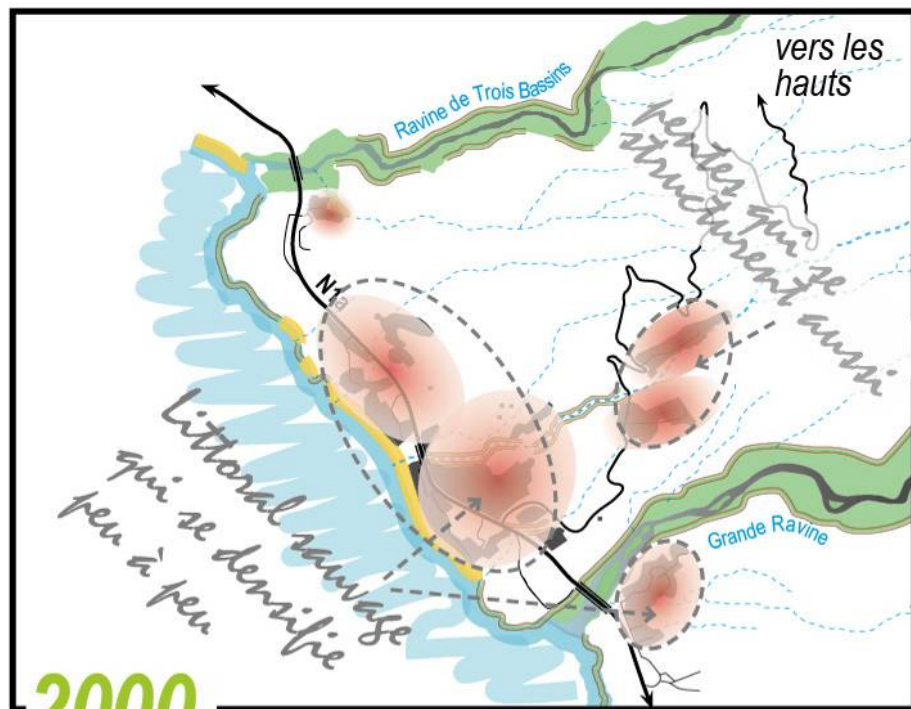 vers les
hauts
Ravine de Trois Bassins
pentes qui se
structurent aussi
N1a
Littoral sauvage
qui se densifie
peu à peu
Grande Ravine
2000